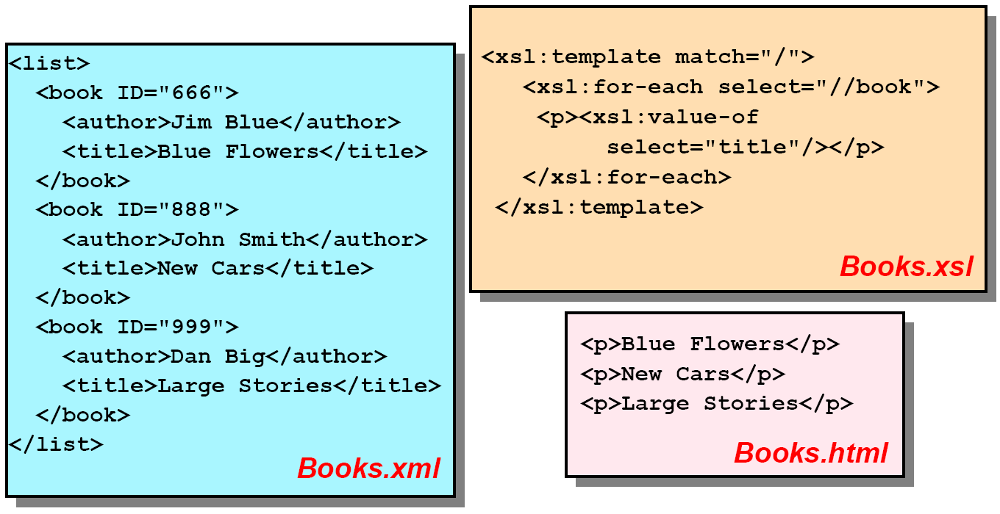 <list>
  <book ID="666">
    <author>Jim Blue</author>
    <title>Blue Flowers</title>
  </book>
  <book ID="888">
    <author>John Smith</author>
    <title>New Cars</title>
  </book>
  <book ID="999">
    <author>Dan Big</author>
    <title>Large Stories</title>
  </book>
</list>
Books.xml
<xsl:template match="/">
   <xsl:for-each select="//book">
    <p><xsl:value-of
         select="title"/></p>
   </xsl:for-each>
 </xsl:template>
Books.xsl
<p>Blue Flowers</p>
<p>New Cars</p>
<p>Large Stories</p>
Books.html